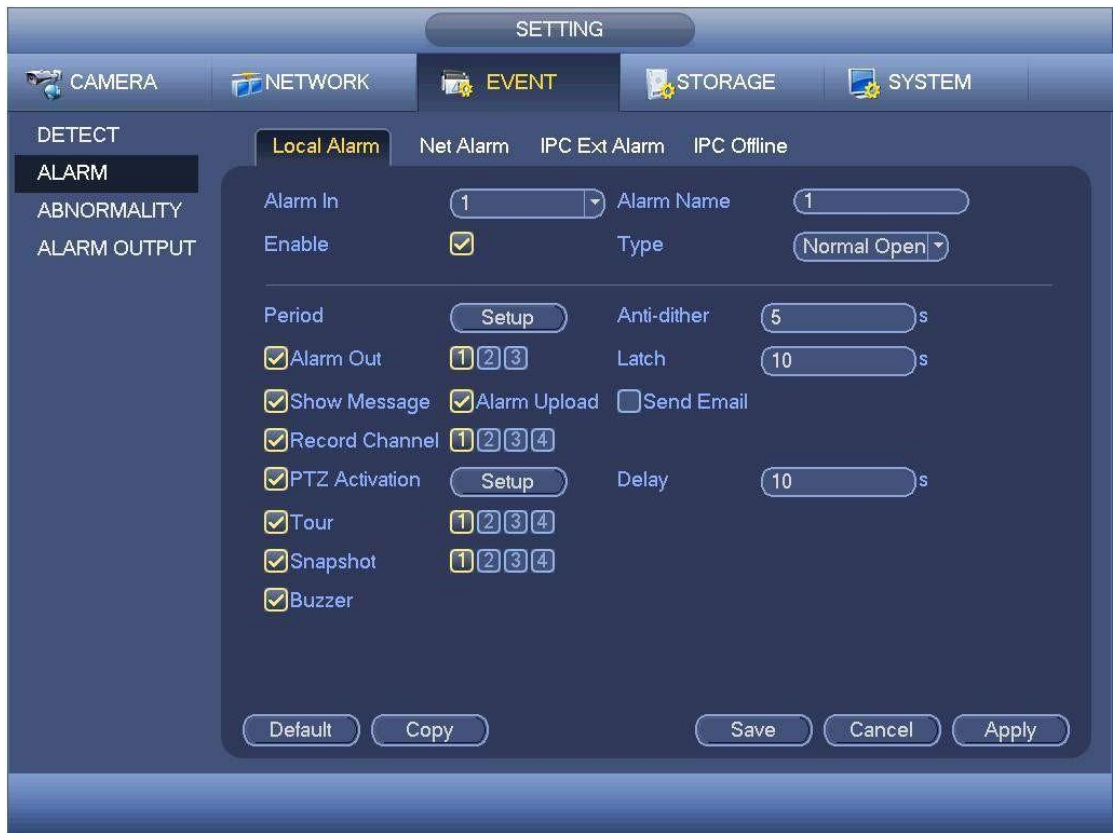 SETTING
CAMERA NETWORK EVENT STORAGE SYSTEM
DETECT
ALARM
ABNORMALITY
ALARM OUTPUT
Local Alarm Net Alarm IPC Ext Alarm IPC Offline
Alarm In 1 Alarm Name 1
Enable Type Normal Open
Period Setup Anti-dither 5 s
Alarm Out 1 2 3 Latch 10 s
Show Message Alarm Upload Send Email
Record Channel 1 2 3 4
PTZ Activation Setup Delay 10 s
Tour 1 2 3 4
Snapshot 1 2 3 4
Buzzer
Default Copy Save Cancel Apply